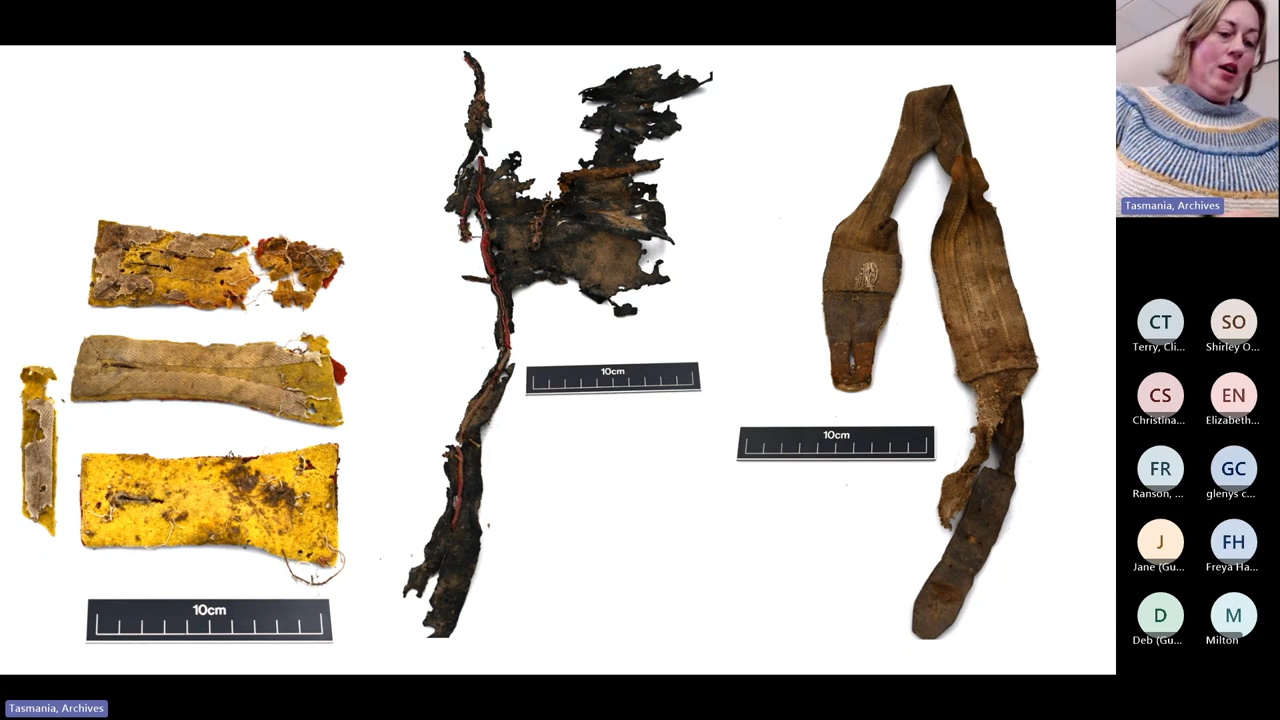 10cm
10cm
10cm
Tasmania, Archives
CT
SO
Terry, Cli...
Shirley O...
CS
EN
Christina...
Elizabeth...
FR
GC
Ranson, ...
glenys c...
J
FH
Jane (Gu...
Freya Ha...
D
M
Deb (Gu...
Milton
Tasmania, Archives